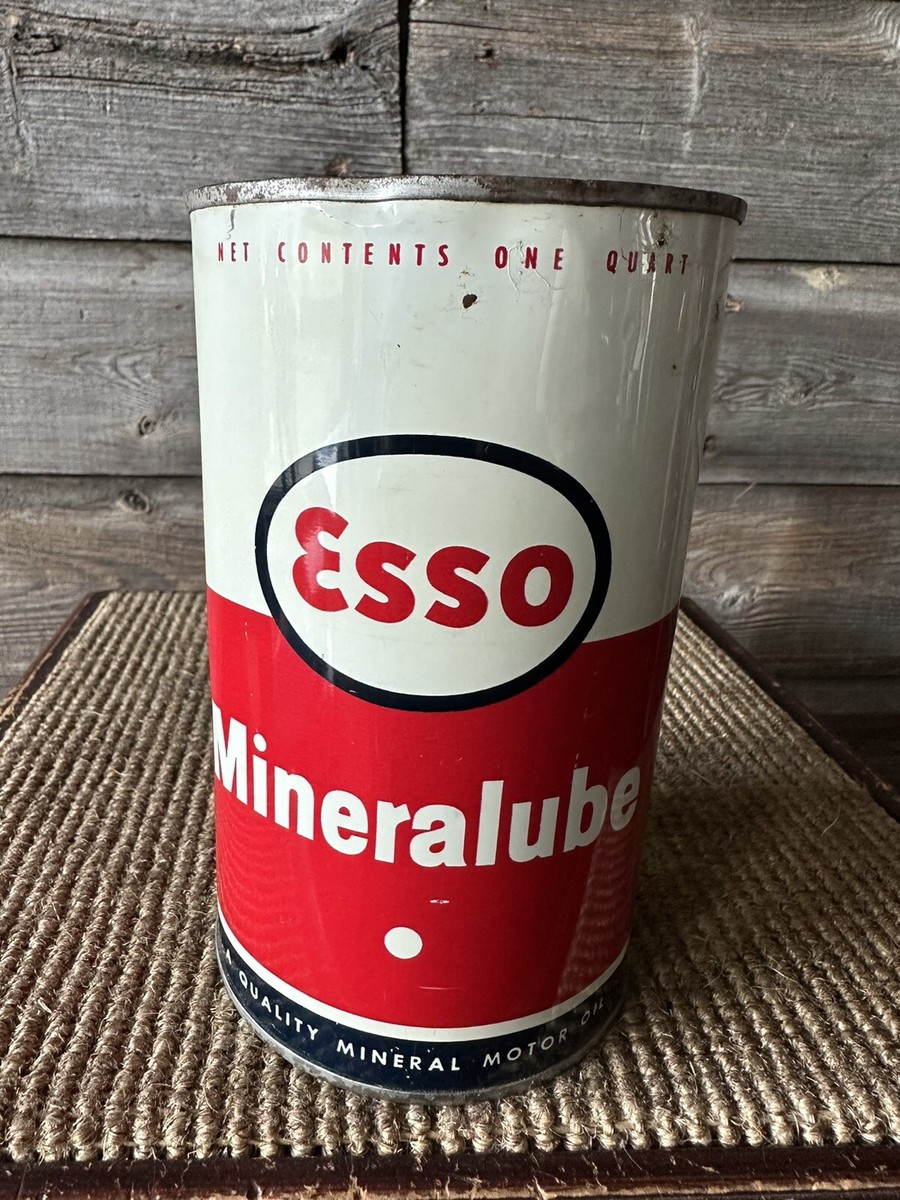 NET CONTENTS ONE QUART
Esso
Mineralube
A QUALITY MINERAL MOTOR OIL